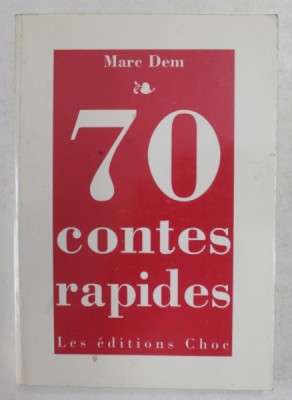 Marc Dem
70
contes
rapides
Les éditions Choc